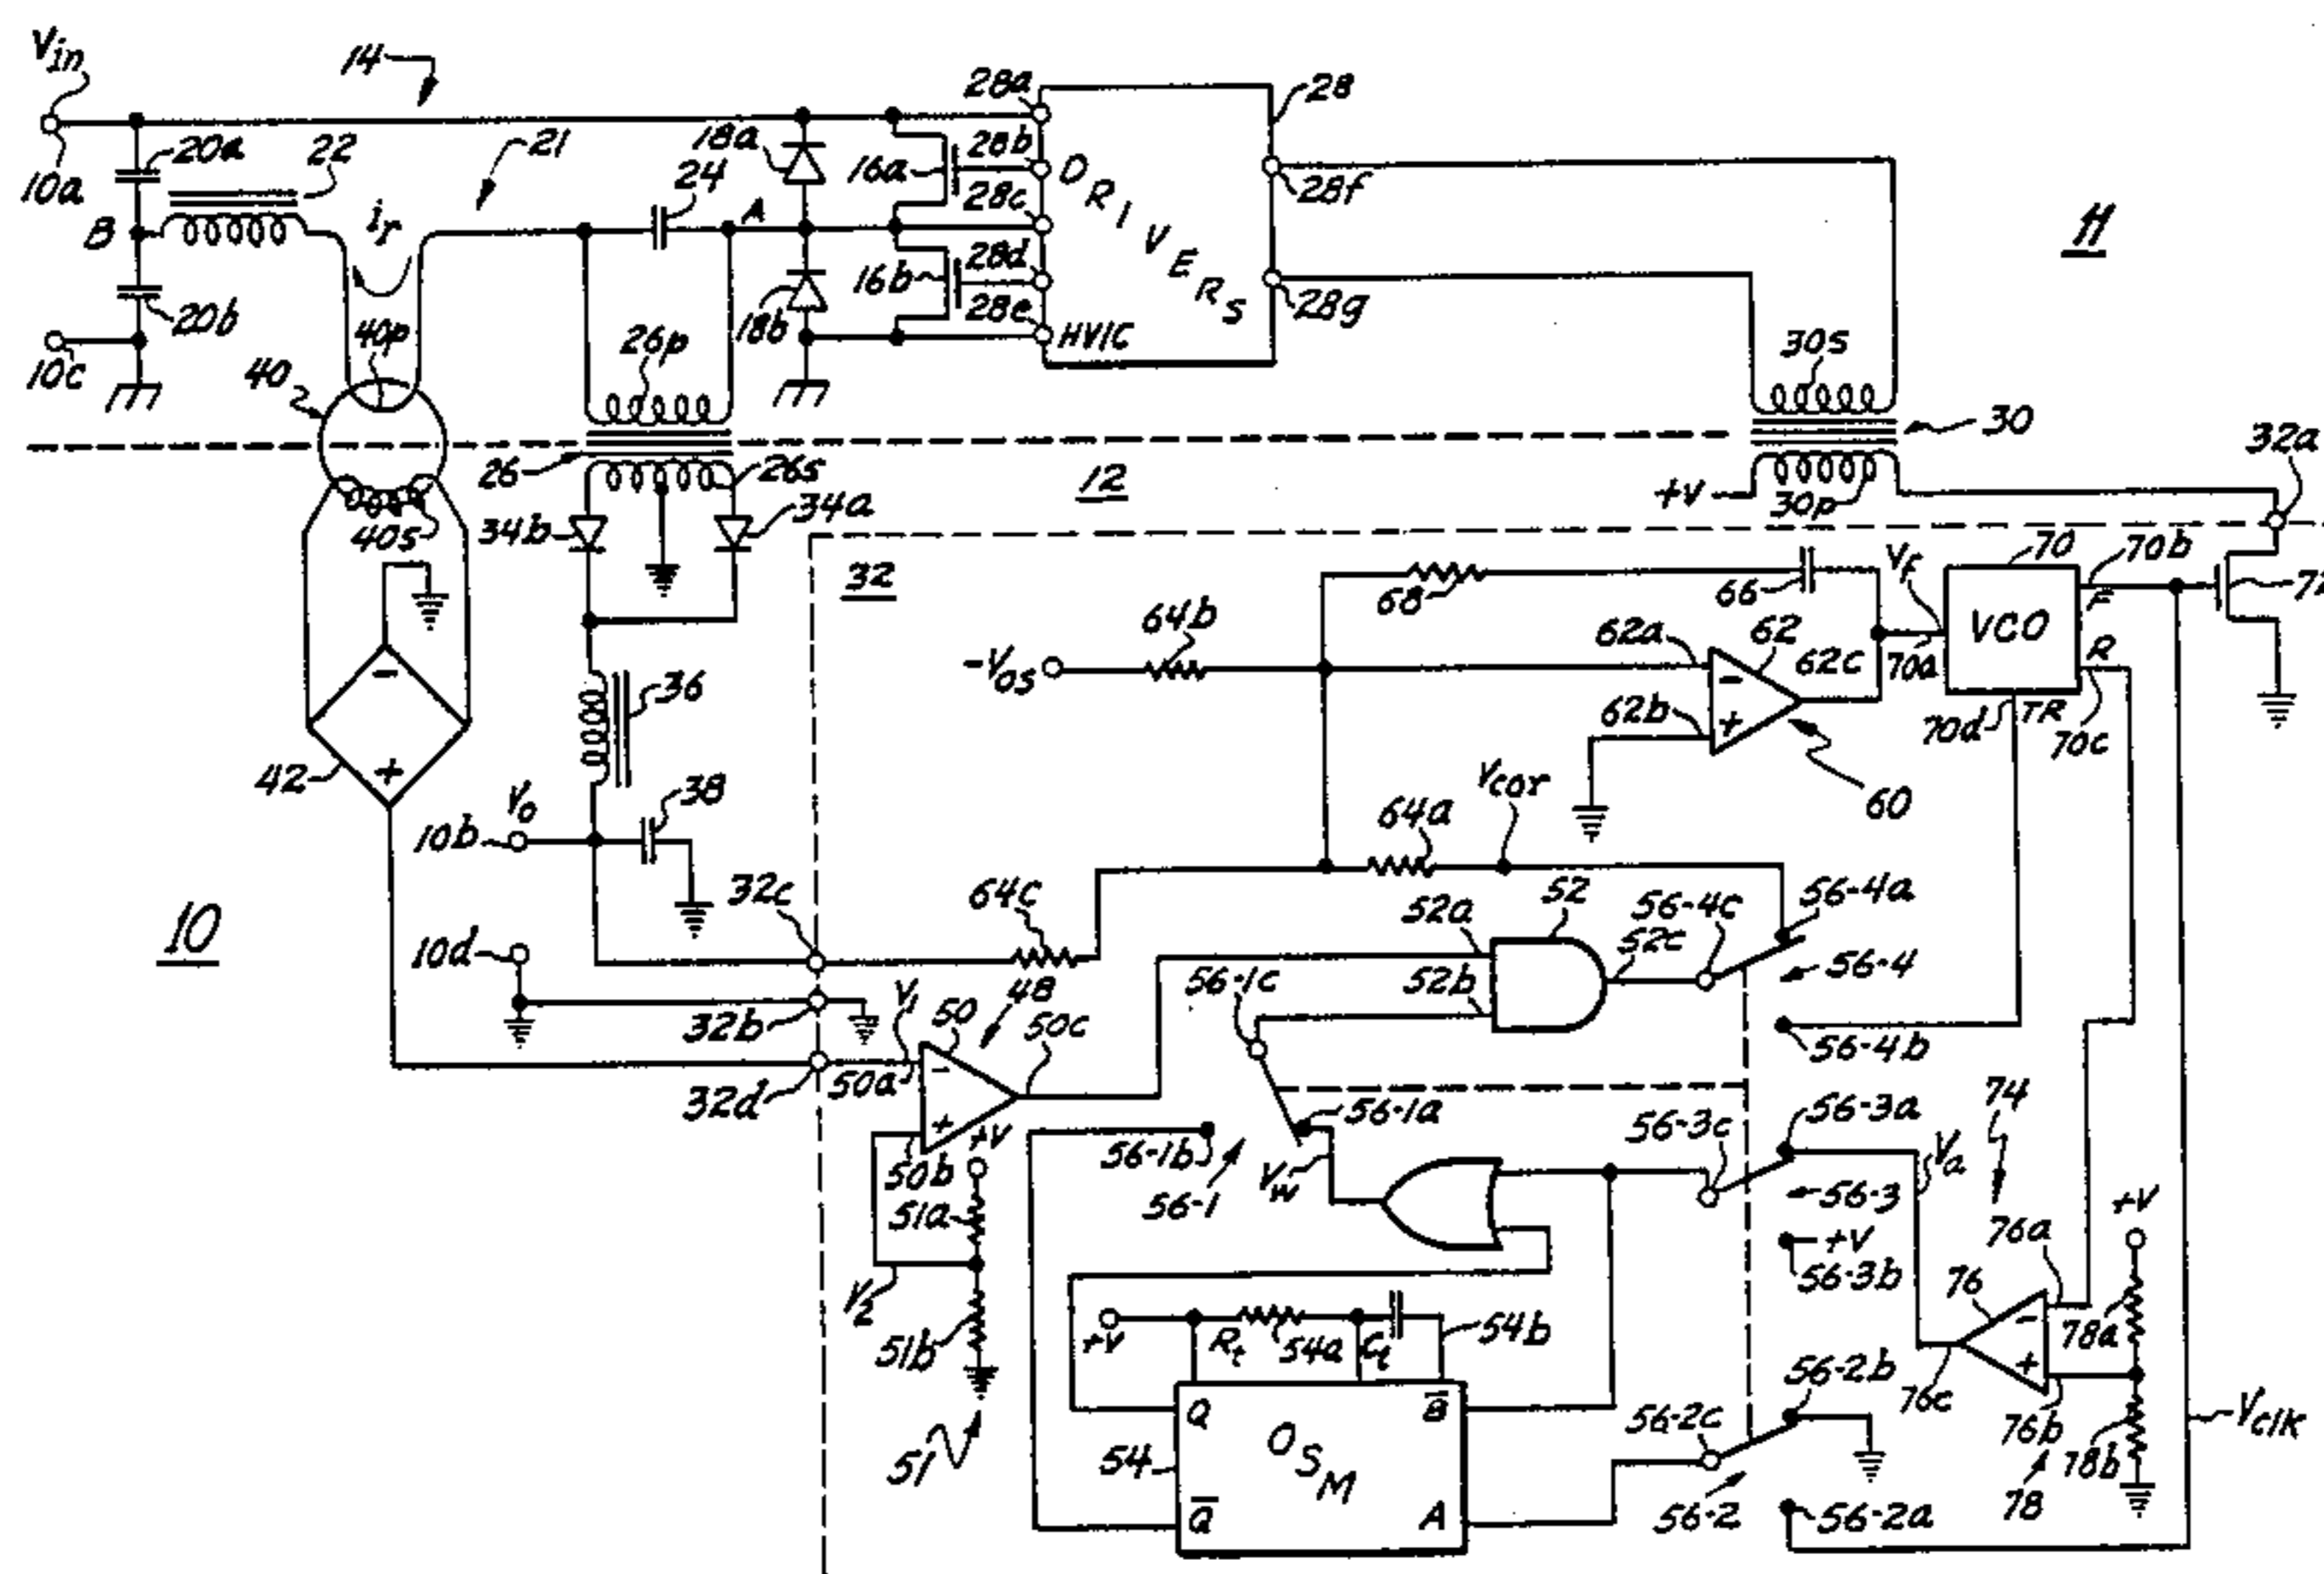 Vin
14
28a
28
20a
22
21
18a
28b
16a
DRIVERS
28f
11
10a
24
28c
B
ir
A
28d
16b
28g
20b
18b
28e
HVIC
10c
40p
26p
30s
40
30
26
12
26s
+V
30p
32a
34b
34a
40s
32
68
66
Vf
70
70b
F
72
64b
62a
62
62c
VCO
-Vos
70a
R
36
62b
70d
TR
70c
42
-
+
-
+
Vo
38
Vcor
60
10b
64a
32c
64c
52
56-4c
56-4a
52a
52c
10
10d
56-4
56-1c
52b
V1
48
32b
50
50c
56-4b
50a
-
32d
56-1a
74
56-3a
+
+V
56-3c
50b
56-1b
Va
Vw
56-3
+V
51a
56-1
76a
+V
56-3b
76
V2
78a
-
51b
+V
Rt
54a
Ct
54b
56-2b
+
76c
Q
B̅
56-2c
76b
Vclk
51
54
OSM
78b
Q̅
A
56-2
56-2a
78